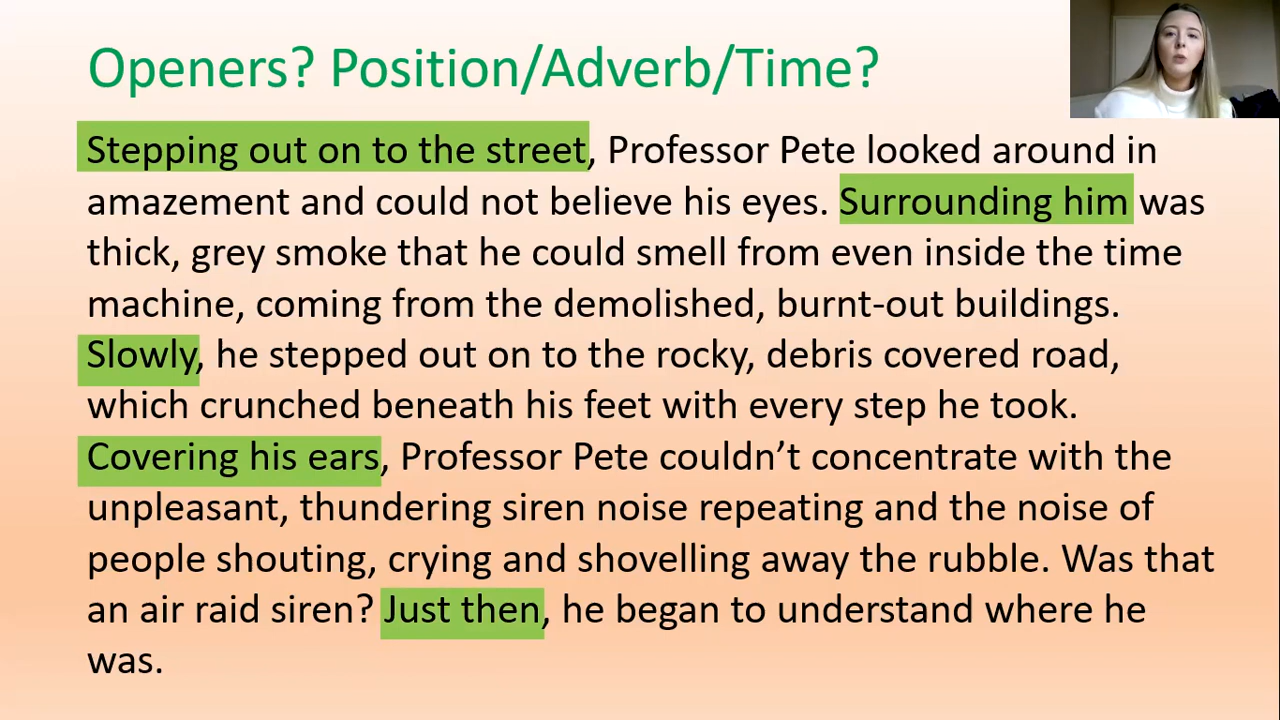 Openers? Position/Adverb/Time?
Stepping out on to the street, Professor Pete looked around in
amazement and could not believe his eyes. Surrounding him was
thick, grey smoke that he could smell from even inside the time
machine, coming from the demolished, burnt-out buildings.
Slowly, he stepped out on to the rocky, debris covered road,
which crunched beneath his feet with every step he took.
Covering his ears, Professor Pete couldn’t concentrate with the
unpleasant, thundering siren noise repeating and the noise of
people shouting, crying and shovelling away the rubble. Was that
an air raid siren? Just then, he began to understand where he
was.